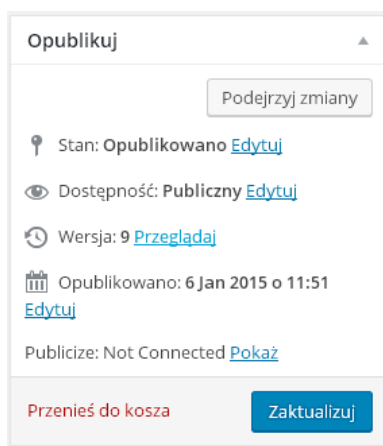 Opublikuj
Podejrzyj zmiany
Stan: Opublikowano Edytuj
Dostępność: Publiczny Edytuj
Wersja: 9 Przeglądaj
Opublikowano: 6 Jan 2015 o 11:51
Edytuj
Publicize: Not Connected Pokaż
Przenieś do kosza
Zaktualizuj